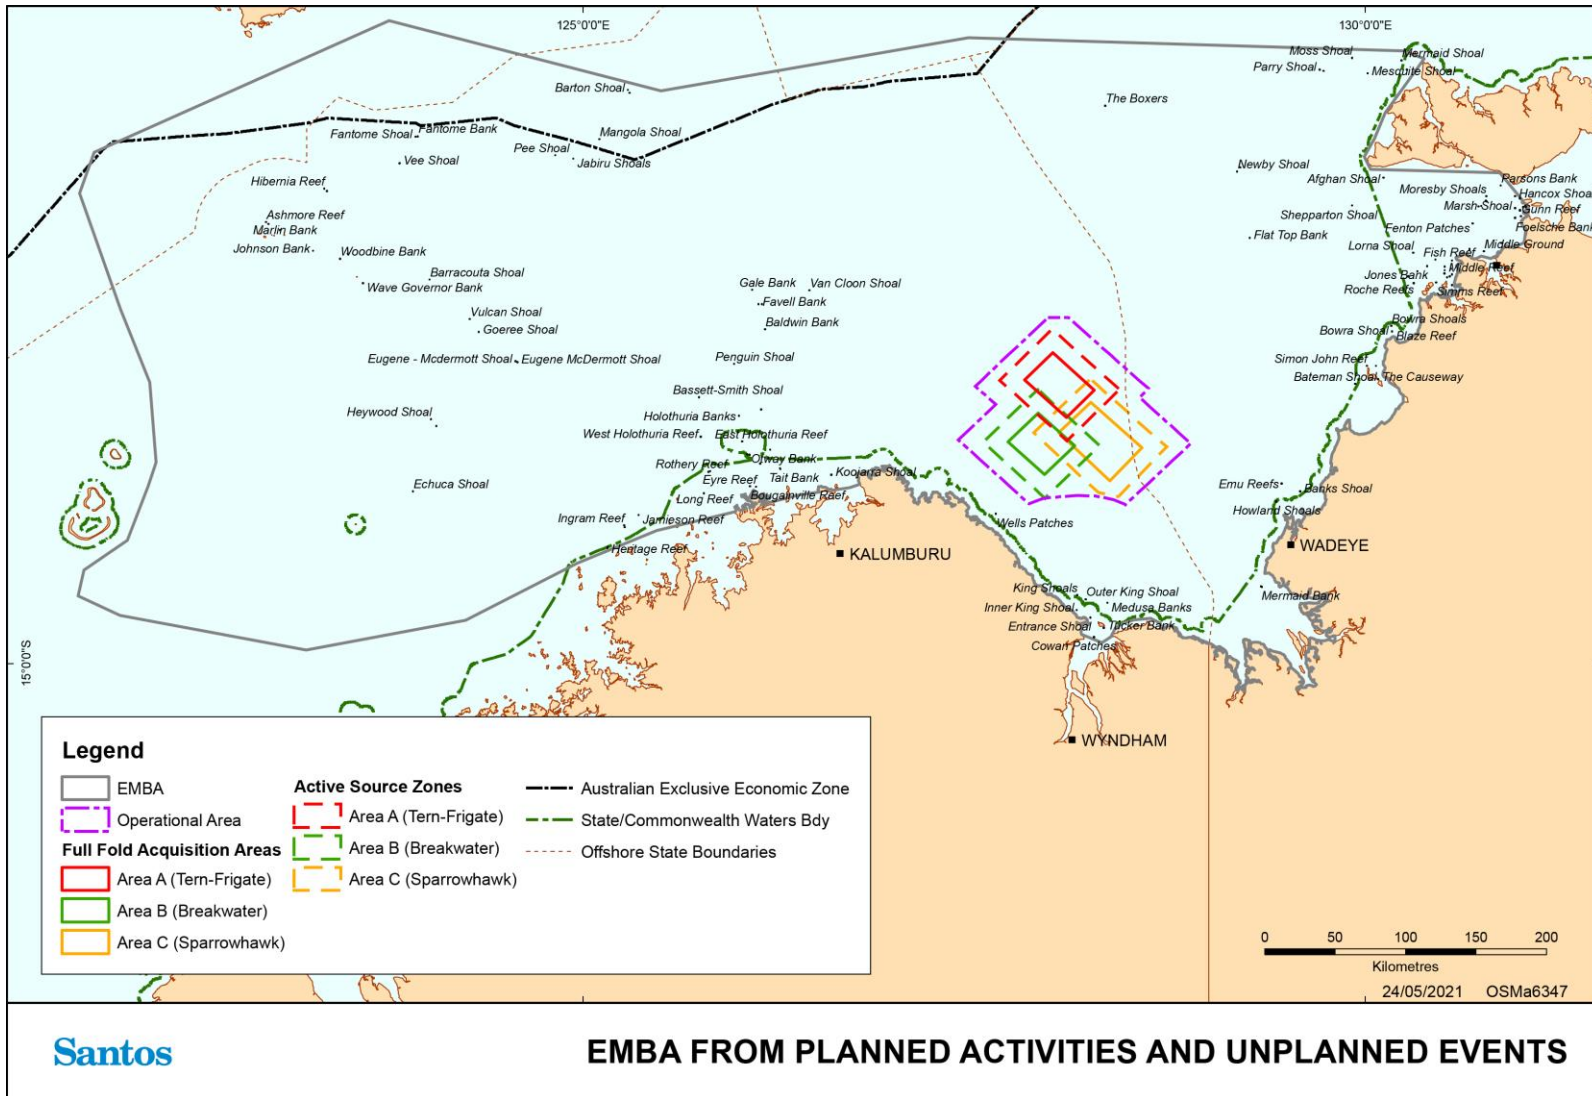 125°0'0"E
130°0'0"E
Moss Shoal
Mermaid Shoal
Parry Shoal
Mesquite Shoal
Barton Shoal
The Boxers
Fantome Shoal
Fantome Bank
Mangola Shoal
Pee Shoal
Jabiru Shoals
Vee Shoal
Newby Shoal
Afghan Shoal
Parsons Bank
Hibernia Reef
Moresby Shoals
Hancox Shoal
Marsh Shoal
Gunn Reef
Ashmore Reef
Shepparton Shoal
Fenton Patches
Foelsche Bank
Marlin Bank
Flat Top Bank
Johnson Bank
Woodbine Bank
Lorna Shoal
Fish Reef
Middle Ground
Barracouta Shoal
Jones Bank
Middle Reef
Wave Governor Bank
Gale Bank
Van Cloon Shoal
Roche Reefs
Simms Reef
Favell Bank
Vulcan Shoal
Goeree Shoal
Baldwin Bank
Bowra Shoals
Bowra Shoal
Blaze Reef
Eugene - Mcdermott Shoal
Eugene McDermott Shoal
Penguin Shoal
Simon John Reef
Bateman Shoal
The Causeway
Bassett-Smith Shoal
Heywood Shoal
Holothuria Banks
West Holothuria Reef
East Holothuria Reef
Otway Bank
Rothery Reef
Tait Bank
Koojarra Shoal
Eyre Reef
Echuca Shoal
Long Reef
Bougainville Reef
Emu Reefs
Banks Shoal
Howland Shoals
Ingram Reef
Jamieson Reef
Wells Patches
Heritage Reef
KALUMBURU
WADEYE
King Shoals
Outer King Shoal
Mermaid Bank
Inner King Shoal
Medusa Banks
Entrance Shoal
Tucker Bank
Cowan Patches
15°0'0"S
WYNDHAM
Legend
EMBA
Operational Area
Full Fold Acquisition Areas
Area A (Tern-Frigate)
Area B (Breakwater)
Area C (Sparrowhawk)
Active Source Zones
Area A (Tern-Frigate)
Area B (Breakwater)
Area C (Sparrowhawk)
Australian Exclusive Economic Zone
State/Commonwealth Waters Bdy
Offshore State Boundaries
0 50 100 150 200
Kilometres
24/05/2021 OSMa6347
Santos
EMBA FROM PLANNED ACTIVITIES AND UNPLANNED EVENTS